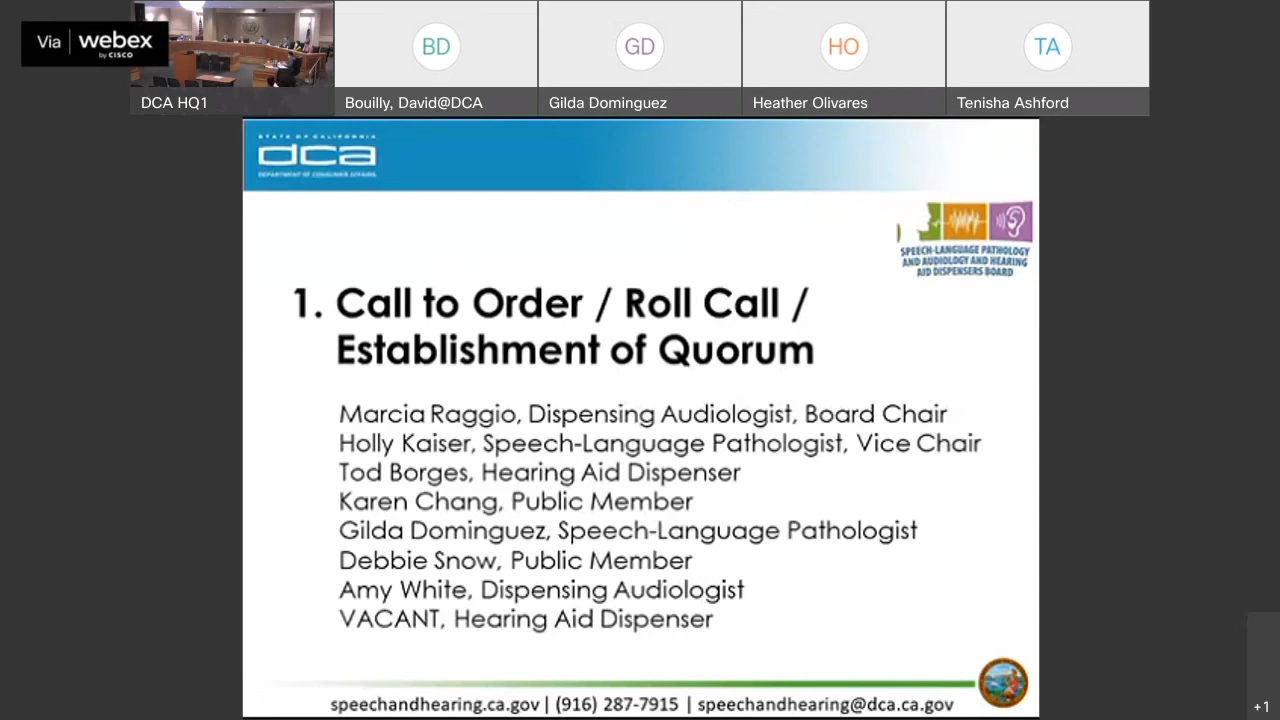 Via webex
by CISCO
BD
GD
HO
TA
DCA HQ1
Bouilly, David@DCA
Gilda Dominguez
Heather Olivares
Tenisha Ashford
STATE OF CALIFORNIA
dca
DEPARTMENT OF CONSUMER AFFAIRS
SPEECH-LANGUAGE PATHOLOGY
AND AUDIOLOGY AND HEARING
AID DISPENSERS BOARD
1. Call to Order / Roll Call /
Establishment of Quorum
Marcia Raggio, Dispensing Audiologist, Board Chair
Holly Kaiser, Speech-Language Pathologist, Vice Chair
Tod Borges, Hearing Aid Dispenser
Karen Chang, Public Member
Gilda Dominguez, Speech-Language Pathologist
Debbie Snow, Public Member
Amy White, Dispensing Audiologist
VACANT, Hearing Aid Dispenser
speechandhearing.ca.gov | (916) 287-7915 | speechandhearing@dca.ca.gov
+1